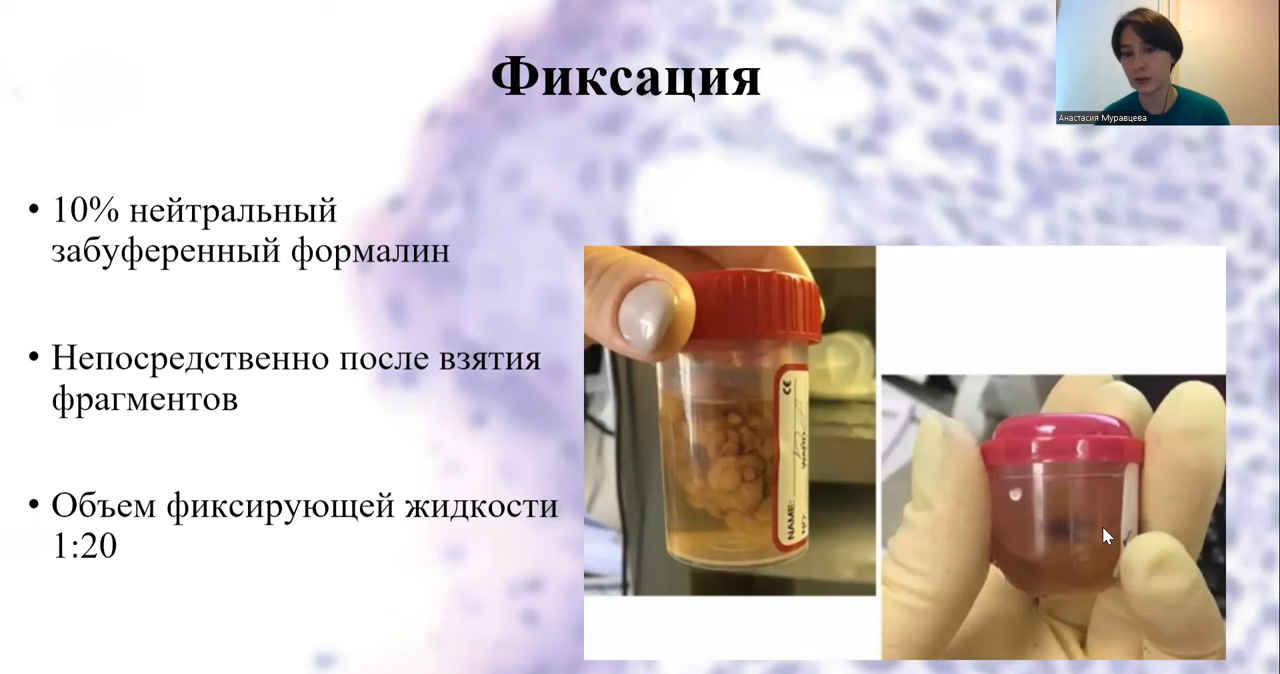 Фиксация
Анастасия Муравцева
• 10% нейтральный
забуференный формалин
• Непосредственно после взятия
фрагментов
• Объем фиксирующей жидкости
1:20
CE
NAME: